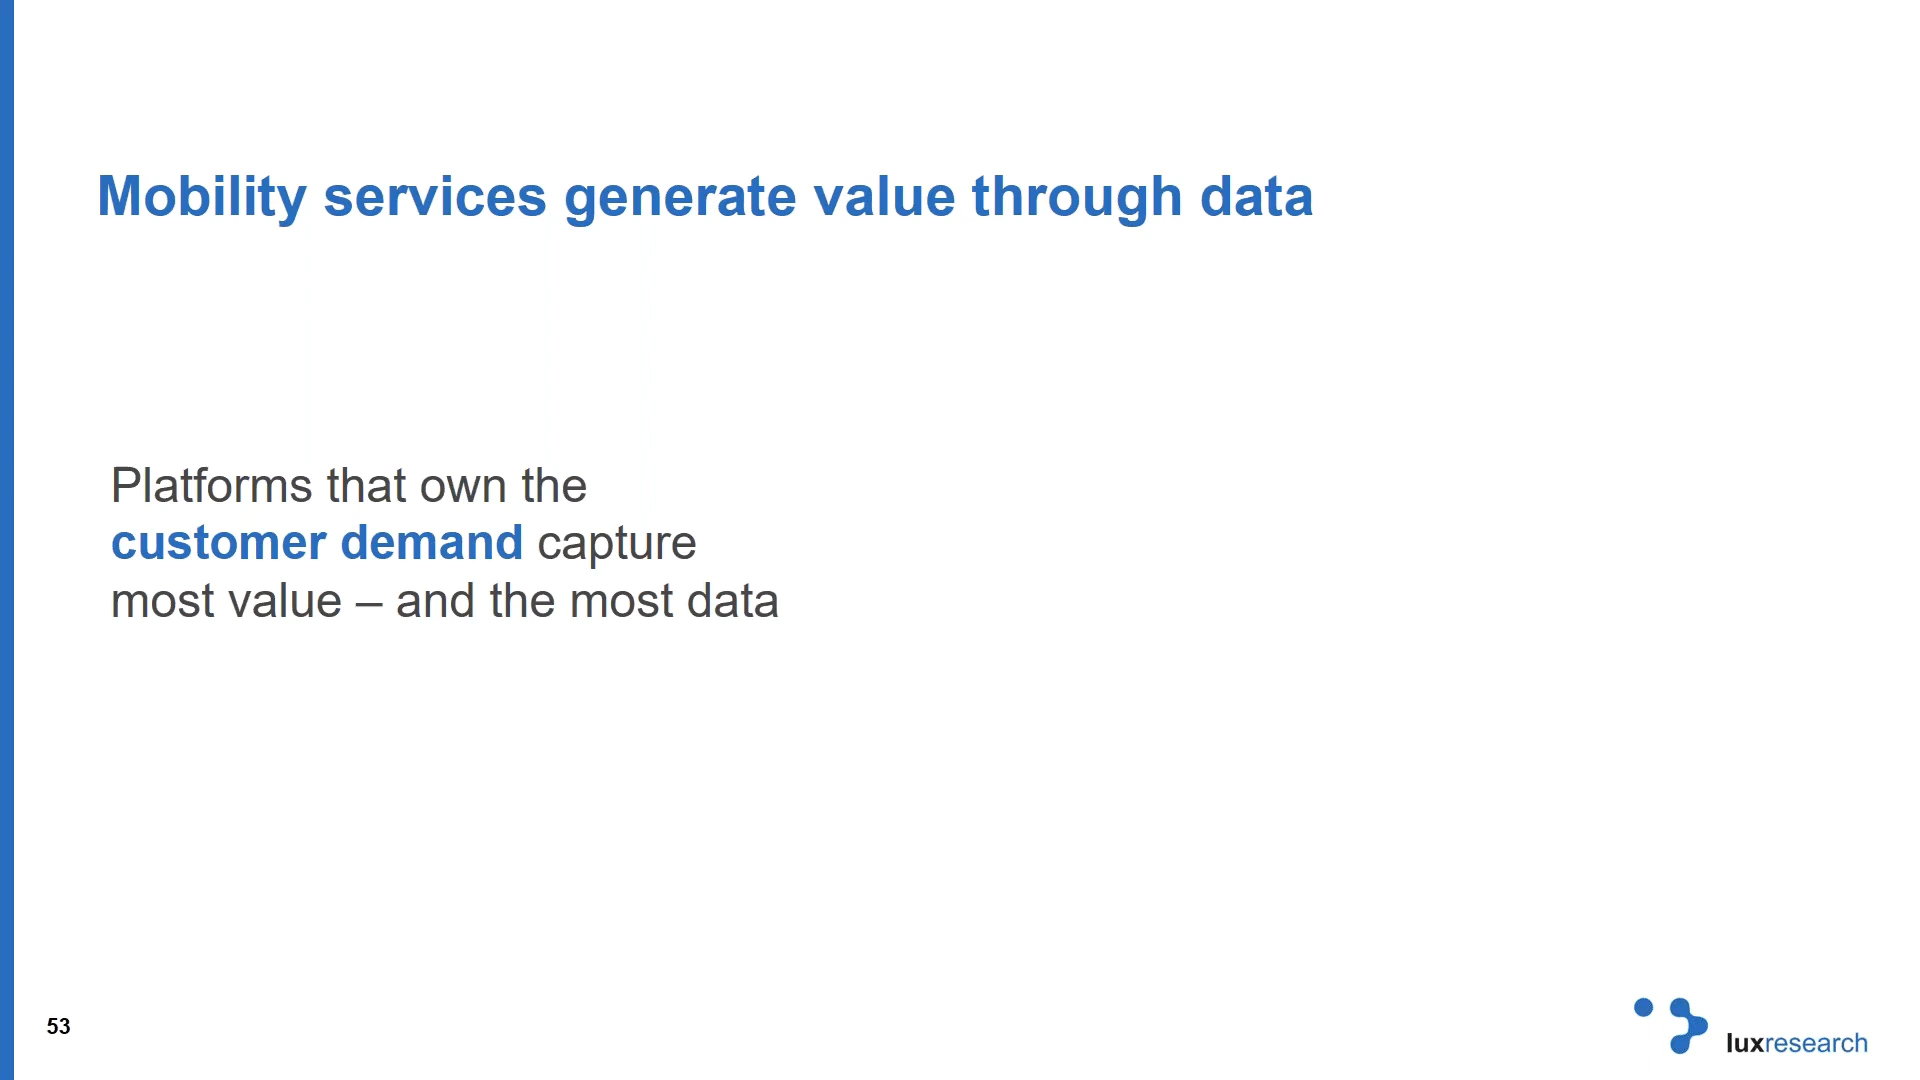 Mobility services generate value through data
Platforms that own the
customer demand capture
most value – and the most data
53
luxresearch